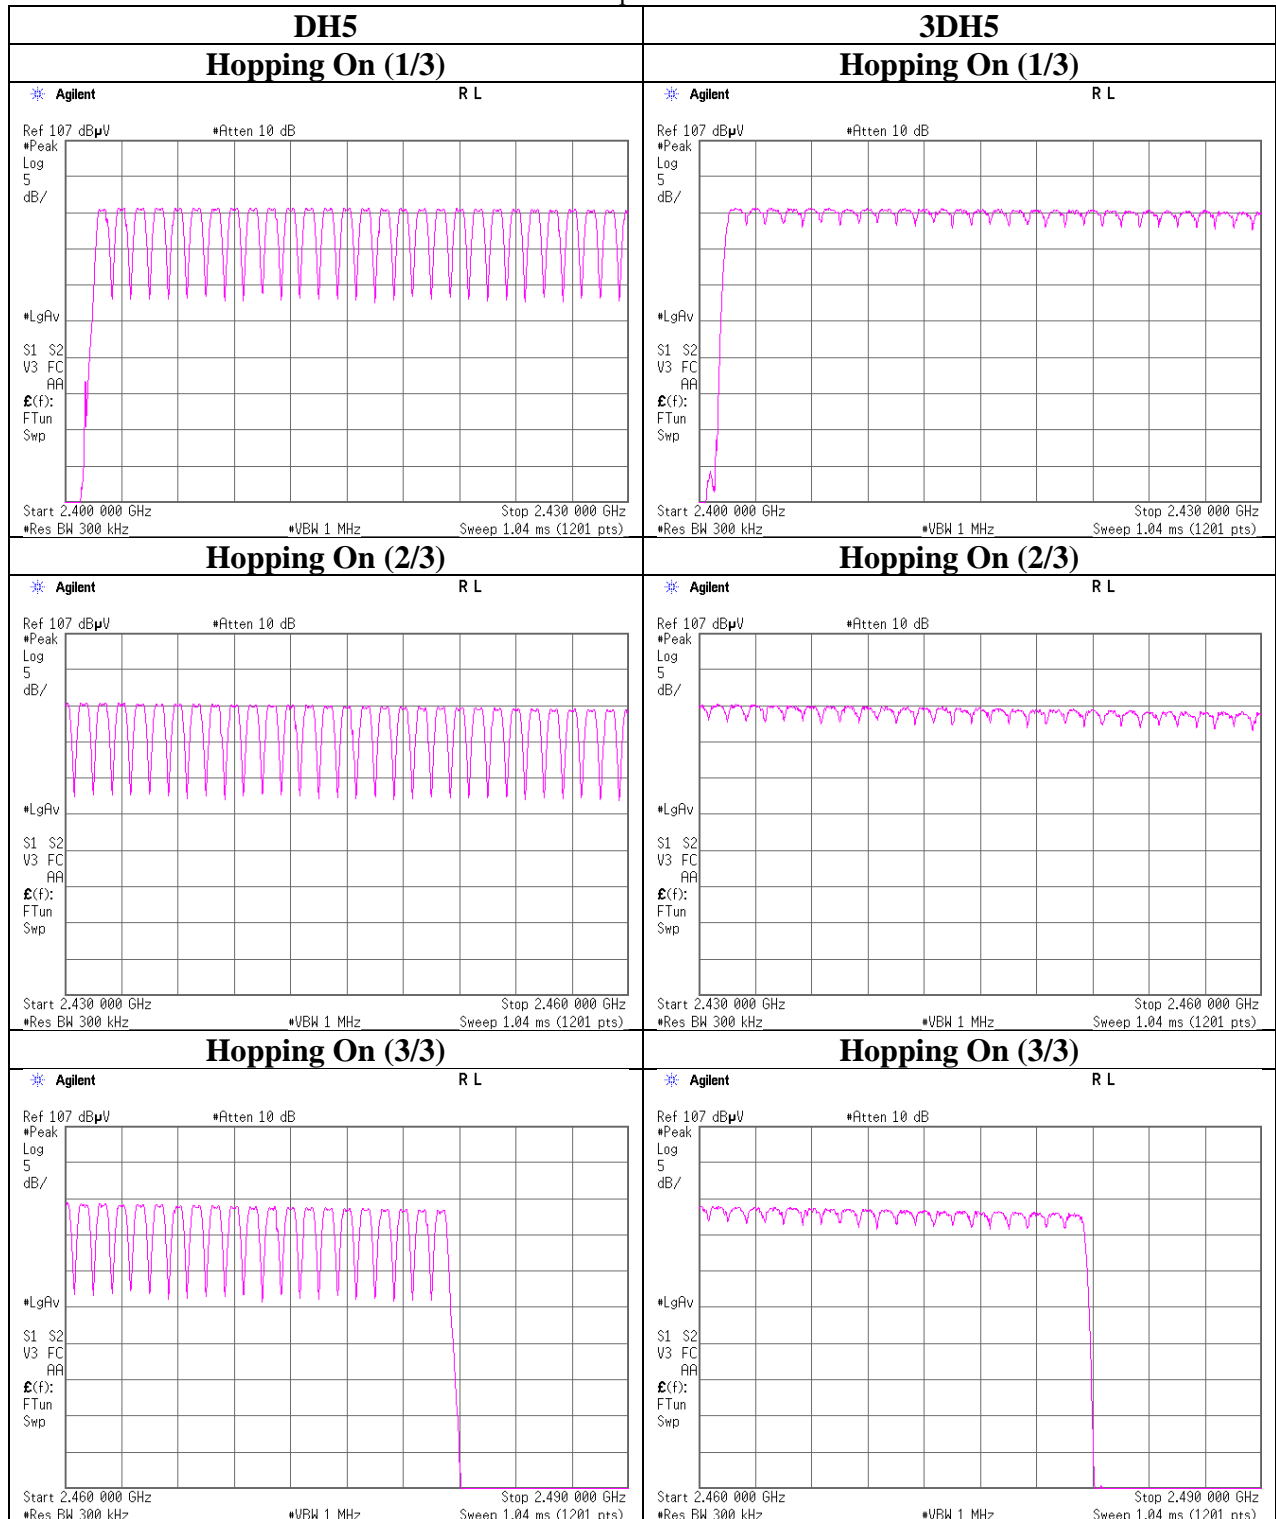 DH5
3DH5
Hopping On (1/3)
Hopping On (1/3)
Agilent R L
Ref 107 dBµV #Atten 10 dB
#Peak
Log
5
dB/
#LgAv
S1 S2
V3 FC
AA
£(f):
FTun
Swp
Start 2.400 000 GHz Stop 2.430 000 GHz
#Res BW 300 kHz #VBW 1 MHz Sweep 1.04 ms (1201 pts)
Agilent R L
Ref 107 dBµV #Atten 10 dB
#Peak
Log
5
dB/
#LgAv
S1 S2
V3 FC
AA
£(f):
FTun
Swp
Start 2.400 000 GHz Stop 2.430 000 GHz
#Res BW 300 kHz #VBW 1 MHz Sweep 1.04 ms (1201 pts)
Hopping On (2/3)
Hopping On (2/3)
Agilent R L
Ref 107 dBµV #Atten 10 dB
#Peak
Log
5
dB/
#LgAv
S1 S2
V3 FC
AA
£(f):
FTun
Swp
Start 2.430 000 GHz Stop 2.460 000 GHz
#Res BW 300 kHz #VBW 1 MHz Sweep 1.04 ms (1201 pts)
Agilent R L
Ref 107 dBµV #Atten 10 dB
#Peak
Log
5
dB/
#LgAv
S1 S2
V3 FC
AA
£(f):
FTun
Swp
Start 2.430 000 GHz Stop 2.460 000 GHz
#Res BW 300 kHz #VBW 1 MHz Sweep 1.04 ms (1201 pts)
Hopping On (3/3)
Hopping On (3/3)
Agilent R L
Ref 107 dBµV #Atten 10 dB
#Peak
Log
5
dB/
#LgAv
S1 S2
V3 FC
AA
£(f):
FTun
Swp
Start 2.460 000 GHz Stop 2.490 000 GHz
#Res BW 300 kHz #VBW 1 MHz Sweep 1.04 ms (1201 pts)
Agilent R L
Ref 107 dBµV #Atten 10 dB
#Peak
Log
5
dB/
#LgAv
S1 S2
V3 FC
AA
£(f):
FTun
Swp
Start 2.460 000 GHz Stop 2.490 000 GHz
#Res BW 300 kHz #VBW 1 MHz Sweep 1.04 ms (1201 pts)